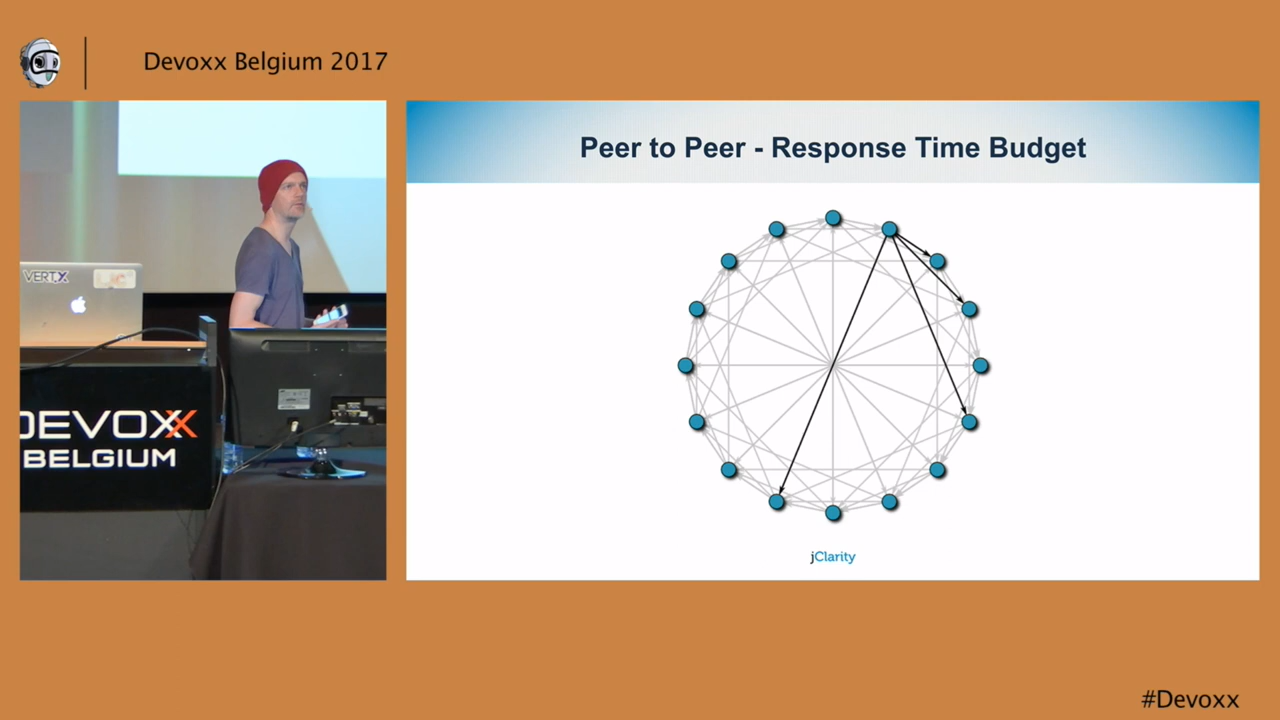 Devoxx Belgium 2017
VERT.X
DEVOXX
BELGIUM
Peer to Peer - Response Time Budget
jClarity
#Devoxx